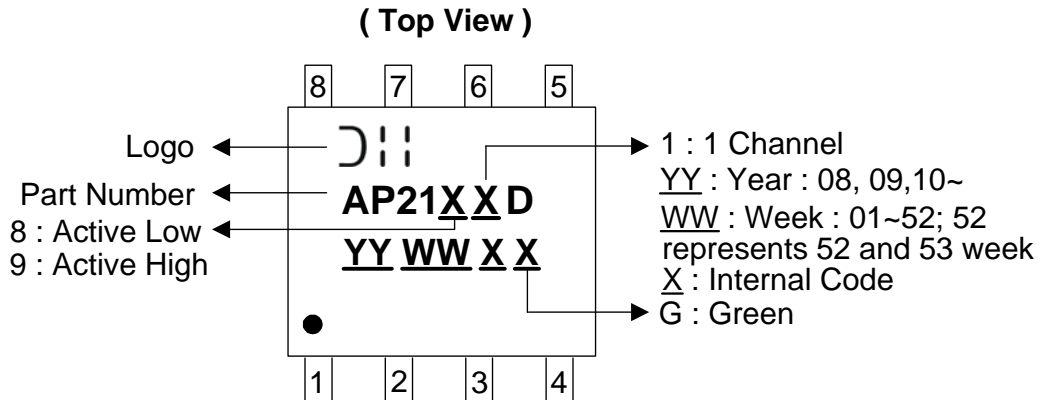 ( Top View )
8 7 6 5
Logo
Part Number
8 : Active Low
9 : Active High
AP21XXD
YY WW X X
1 : 1 Channel
YY : Year : 08, 09,10~
WW : Week : 01~52; 52
represents 52 and 53 week
X : Internal Code
G : Green
1 2 3 4